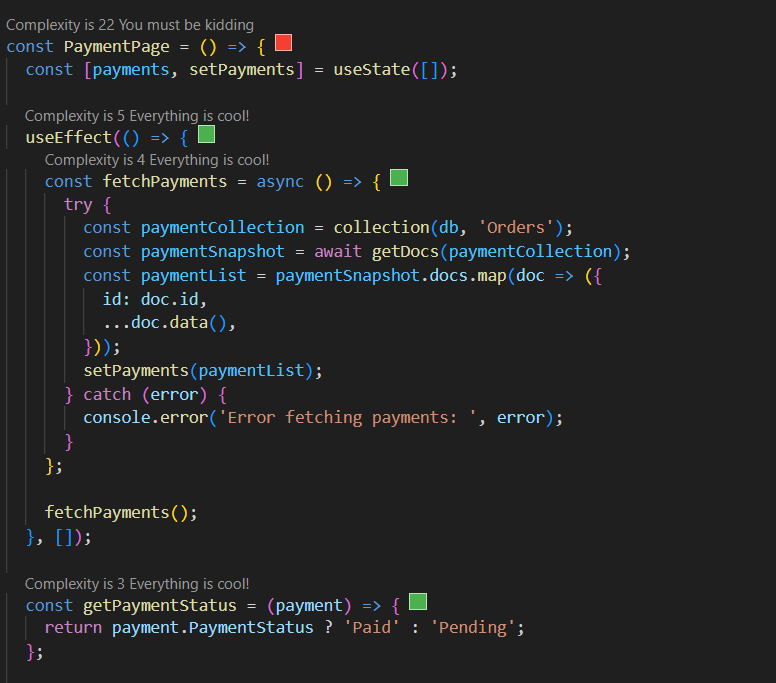 Complexity is 22 You must be kidding
const PaymentPage = () => {
const [payments, setPayments] = useState([]);
Complexity is 5 Everything is cool!
useEffect(() => {
Complexity is 4 Everything is cool!
const fetchPayments = async () => {
try {
const paymentCollection = collection(db, 'Orders');
const paymentSnapshot = await getDocs(paymentCollection);
const paymentList = paymentSnapshot.docs.map(doc => ({
id: doc.id,
...doc.data(),
}));
setPayments(paymentList);
} catch (error) {
console.error('Error fetching payments: ', error);
}
};
fetchPayments();
}, []);
Complexity is 3 Everything is cool!
const getPaymentStatus = (payment) => {
return payment.PaymentStatus ? 'Paid' : 'Pending';
};